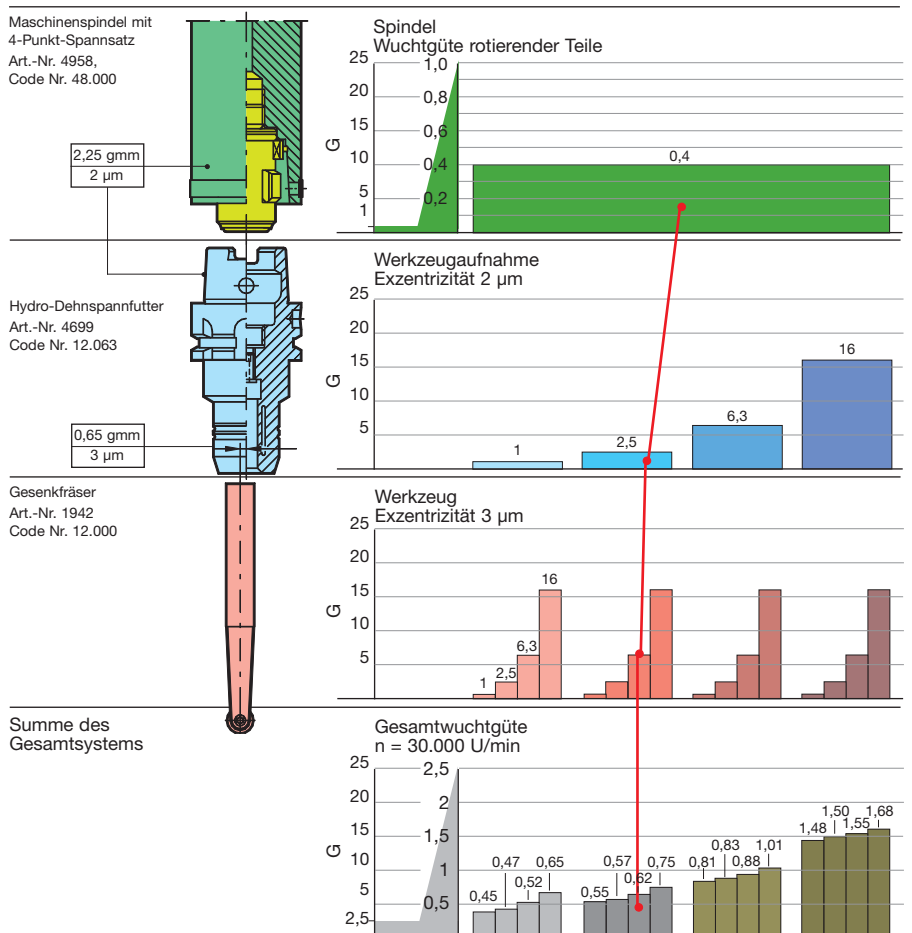 Maschinenspindel mit
4-Punkt-Spannsatz
Art.-Nr. 4958,
Code Nr. 48.000
2,25 gmm
2 µm
Spindel
Wuchtgüte rotierender Teile
25
20
15
10
5
1
G
1,0
0,8
0,6
0,4
0,2
0,4
Hydro-Dehnspannfutter
Art.-Nr. 4699
Code Nr. 12.063
0,65 gmm
3 µm
Werkzeugaufnahme
Exzentrizität 2 µm
25
20
15
10
5
G
1
2,5
6,3
16
Gesenkfräser
Art.-Nr. 1942
Code Nr. 12.000
Werkzeug
Exzentrizität 3 µm
25
20
15
10
5
G
1
2,5
6,3
16
Summe des
Gesamtsystems
Gesamtwuchtgüte
n = 30.000 U/min
25
20
15
10
5
2,5
G
2,5
2
1,5
1
0,5
0,45
0,47
0,52
0,65
0,55
0,57
0,62
0,75
0,81
0,83
0,88
1,01
1,48
1,50
1,55
1,68